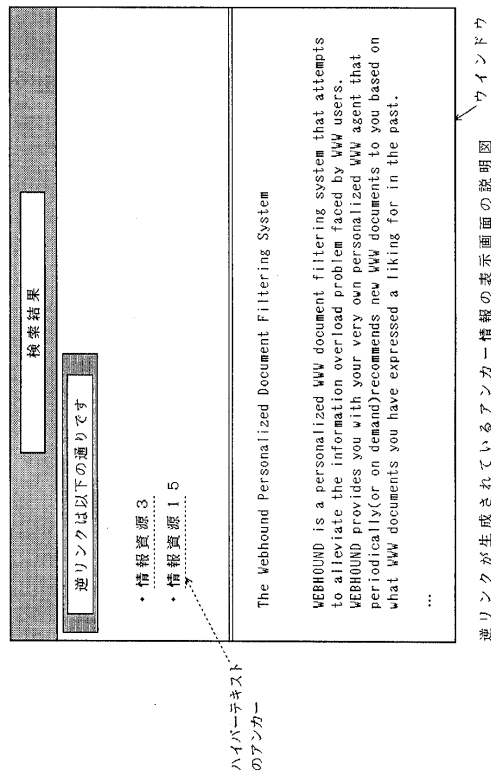 検索結果
逆リンクは以下の通りです
・情報資源3
・情報資源15
ハイパーテキスト
のアンカー
The Webhound Personalized Document Filtering System
WEBHOUND is a personalized WWW document filtering system that attempts
to alleviate the information overload problem faced by WWW users.
WEBHOUND provides you with your very own personalized WWW agent that
periodically(or on demand)recommends new WWW documents to you based on
what WWW documents you have expressed a liking for in the past.
...
ウインドウ
逆リンクが生成されているアンカー情報の表示画面の説明図